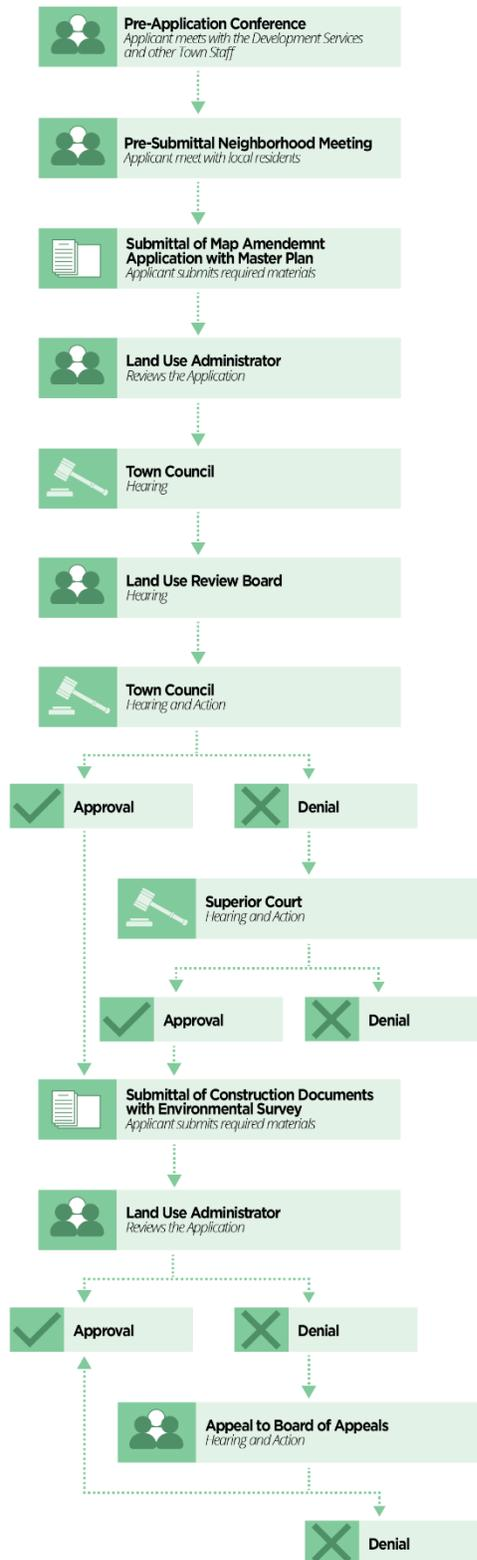 Pre-Application Conference
Applicant meets with the Development Services
and other Town Staff
Pre-Submittal Neighborhood Meeting
Applicant meet with local residents
Submittal of Map Amendemnt
Application with Master Plan
Applicant submits required materials
Land Use Administrator
Reviews the Application
Town Council
Hearing
Land Use Review Board
Hearing
Town Council
Hearing and Action
Approval
Denial
Superior Court
Hearing and Action
Approval
Denial
Submittal of Construction Documents
with Environmental Survey
Applicant submits required materials
Land Use Administrator
Reviews the Application
Approval
Denial
Appeal to Board of Appeals
Hearing and Action
Denial